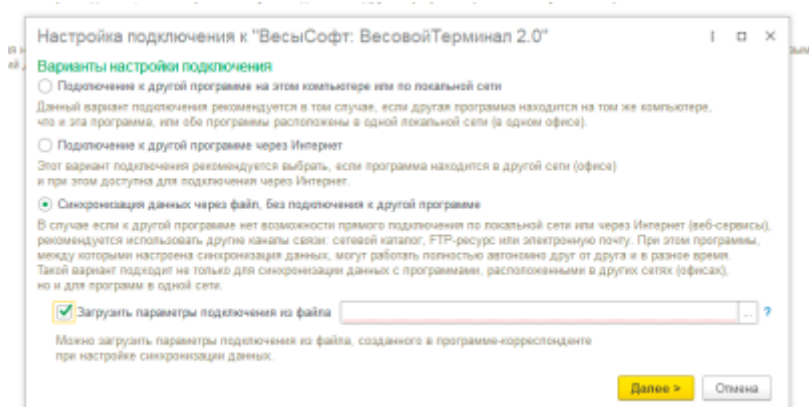 Настройка подключения к "ВесыСофт: ВесовойТерминал 2.0"
Варианты настройки подключения
Подключение к другой программе на этом компьютере или по локальной сети
Данный вариант подключения рекомендуется в том случае, если другая программа находится на том же компьютере,
что и эта программа, или обе программы расположены в одной локальной сети (в одном офисе).
Подключение к другой программе через Интернет
Этот вариант подключения рекомендуется выбрать, если программа находится в другой сети (офисе)
и при этом доступна для подключения через Интернет.
Синхронизация данных через файл, без подключения к другой программе
В случае если к другой программе нет возможности прямого подключения по локальной сети или через Интернет (веб-сервисы),
рекомендуется использовать другие каналы связи: сетевой каталог, FTP-ресурс или электронную почту. При этом программы,
между которыми настроена синхронизация данных, могут работать полностью автономно друг от друга и в разное время.
Такой вариант подходит не только для синхронизации данных с программами, расположенными в других сетях (офисах),
но и для программ в одной сети.
Загрузить параметры подключения из файла ... ?
Можно загрузить параметры подключения из файла, созданного в программе-корреспонденте
при настройке синхронизации данных.
Далее > Отмена